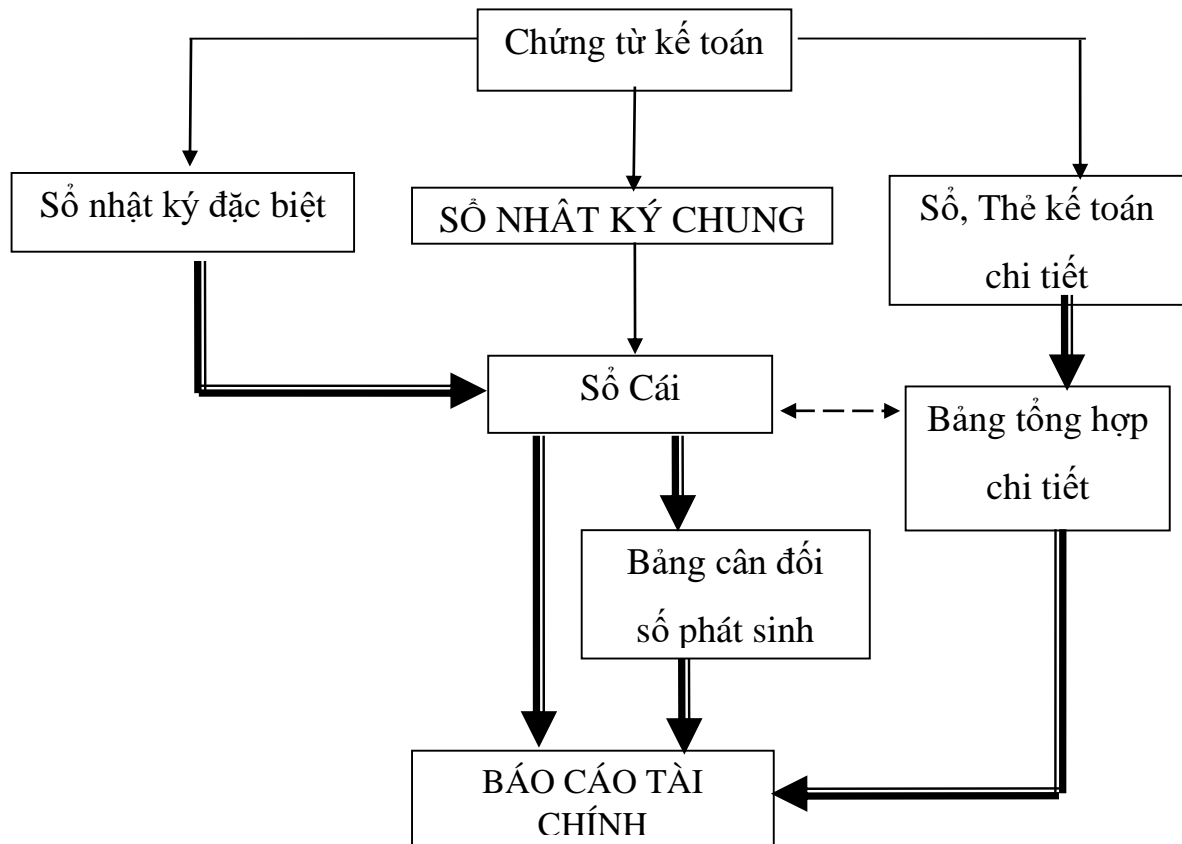 Chứng từ kế toán
Sổ nhật ký đặc biệt
SỔ NHÂT KÝ CHUNG
Sổ, Thẻ kế toán
chi tiết
Sổ Cái
Bảng tổng hợp
chi tiết
Bảng cân đối
số phát sinh
BÁO CÁO TÀI
CHÍNH